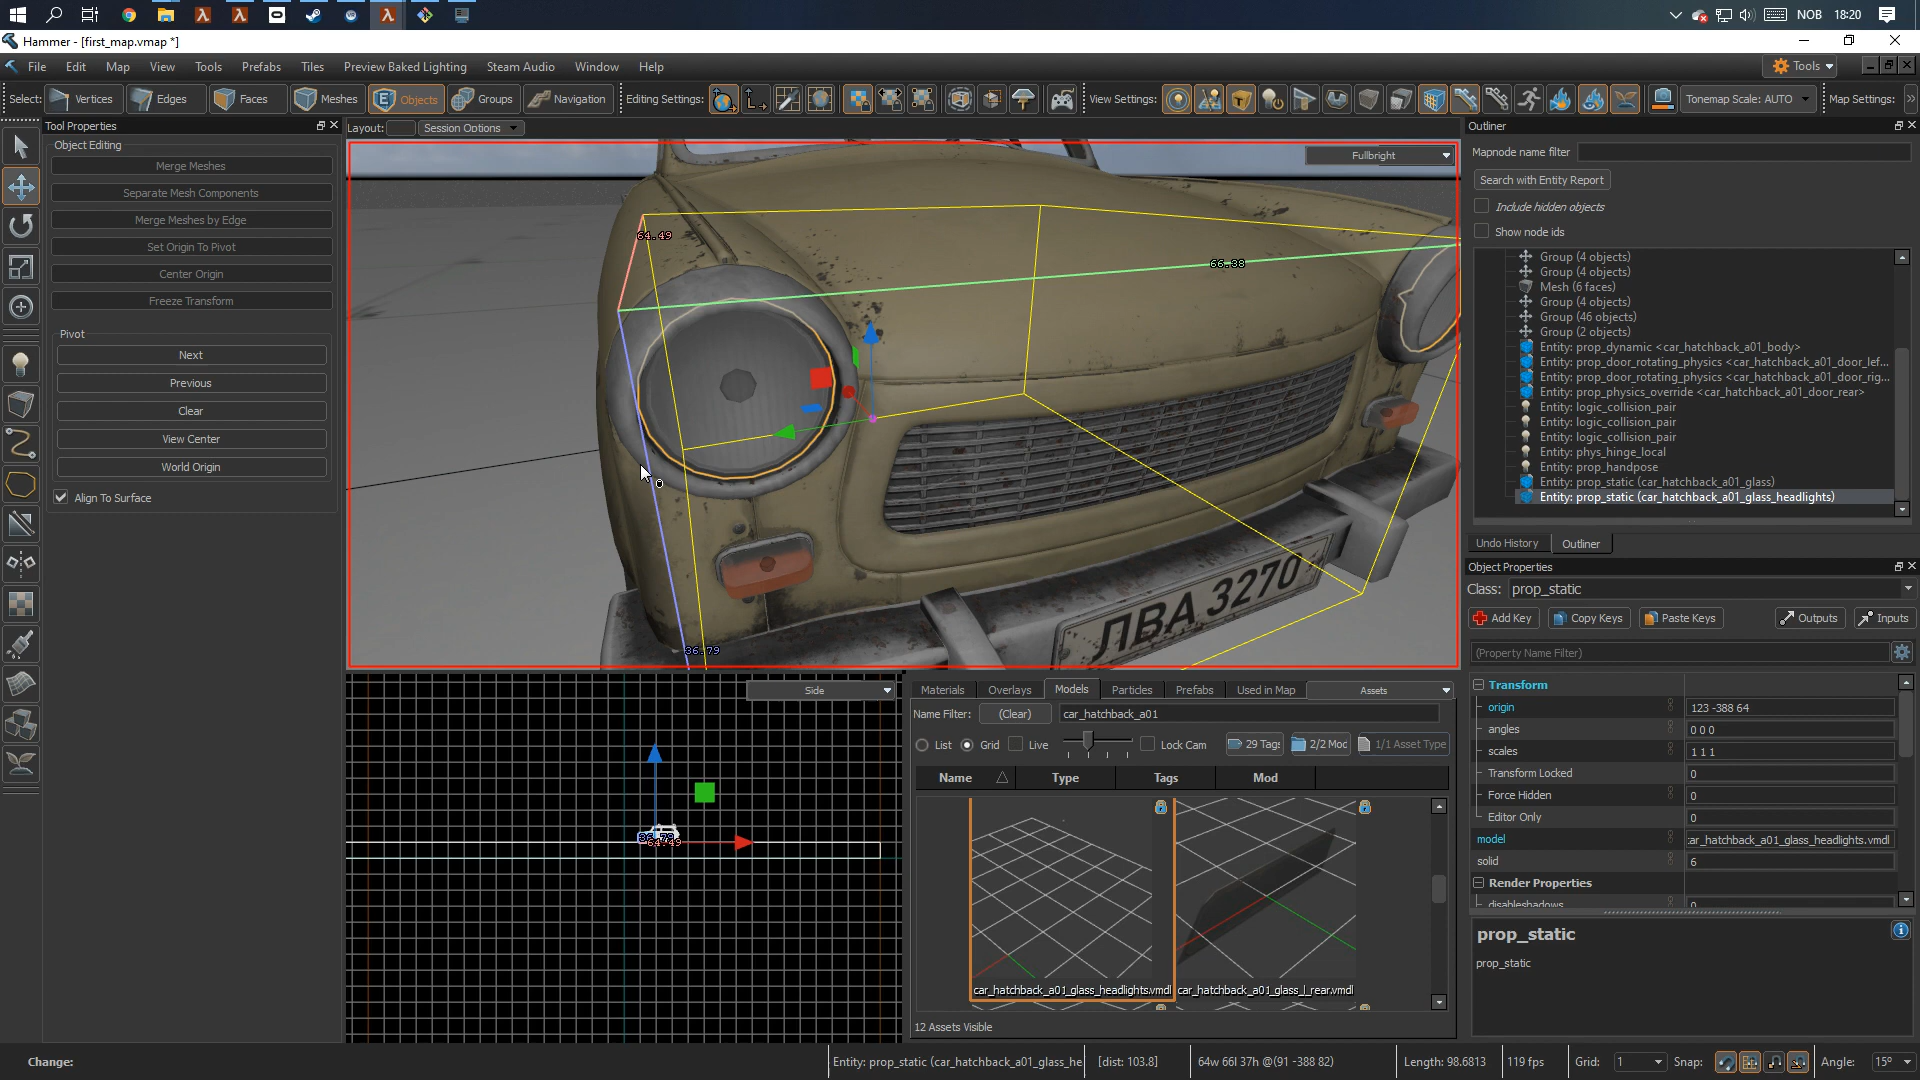 NOB 18:20
Hammer - [first_map.vmap *]
File Edit Map View Tools Prefabs Tiles Preview Baked Lighting Steam Audio Window Help
Tools
Select: Vertices Edges Faces Meshes Objects Groups Navigation Editing Settings: View Settings: Tonemap Scale: AUTO Map Settings:
Tool Properties
Object Editing
Merge Meshes
Separate Mesh Components
Merge Meshes by Edge
Set Origin To Pivot
Center Origin
Freeze Transform
Pivot
Next
Previous
Clear
View Center
World Origin
Align To Surface
Layout: Session Options
Fullbright
64.49
66.38
36.79
ЛВА 3270
Side
36.79
64.49
Materials Overlays Models Particles Prefabs Used in Map Assets
Name Filter: (Clear) car_hatchback_a01
List Grid Live Lock Cam 29 Tags 2/2 Mod 1/1 Asset Type
Name Type Tags Mod
car_hatchback_a01_glass_headlights.vmdl car_hatchback_a01_glass_l_rear.vmdl
12 Assets Visible
Outliner
Mapnode name filter
Search with Entity Report
Include hidden objects
Show node ids
Group (4 objects)
Group (4 objects)
Mesh (6 faces)
Group (4 objects)
Group (46 objects)
Group (2 objects)
Entity: prop_dynamic <car_hatchback_a01_body>
Entity: prop_door_rotating_physics <car_hatchback_a01_door_lef...
Entity: prop_door_rotating_physics <car_hatchback_a01_door_rig...
Entity: prop_physics_override <car_hatchback_a01_door_rear>
Entity: logic_collision_pair
Entity: logic_collision_pair
Entity: logic_collision_pair
Entity: phys_hinge_local
Entity: prop_handpose
Entity: prop_static (car_hatchback_a01_glass)
Entity: prop_static (car_hatchback_a01_glass_headlights)
Undo History Outliner
Object Properties
Class: prop_static
Add Key Copy Keys Paste Keys Outputs Inputs
(Property Name Filter)
Transform
origin 123 -388 64
angles 0 0 0
scales 1 1 1
Transform Locked 0
Force Hidden 0
Editor Only 0
model car_hatchback_a01_glass_headlights.vmdl
solid 6
Render Properties
disableshadows 0
prop_static
prop_static
Change: Entity: prop_static (car_hatchback_a01_glass_he [dist: 103.8] 64w 66l 37h @(91 -388 82) Length: 98.6813 119 fps Grid: 1 Snap: Angle: 15º